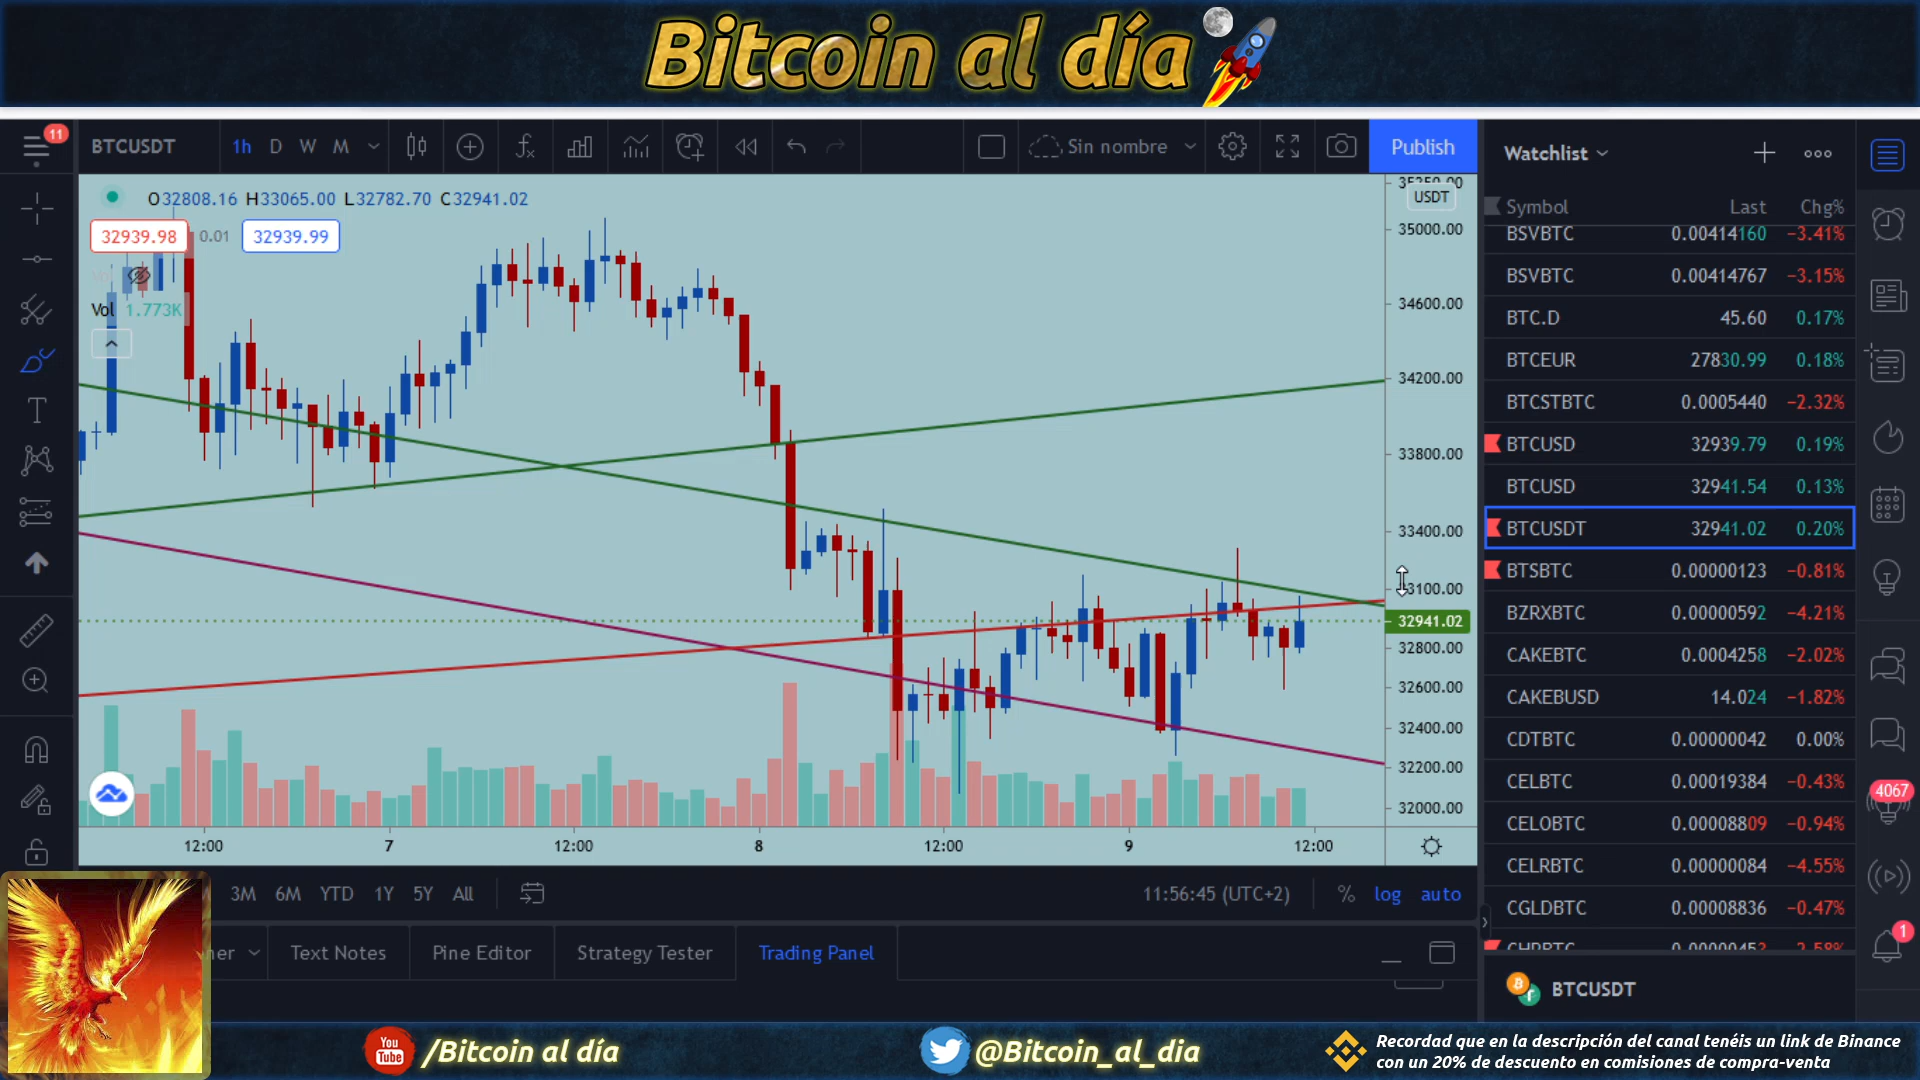 Bitcoin al día
11
BTCUSDT
1h D W M
Sin nombre
Publish
O32808.16 H33065.00 L32782.70 C32941.02
32939.98 0.01 32939.99
Vol 1.773K
USDT
35250.00
35000.00
34600.00
34200.00
33800.00
33400.00
33100.00
32941.02
32800.00
32600.00
32400.00
32200.00
32000.00
12:00 7 12:00 8 12:00 9 12:00
3M 6M YTD 1Y 5Y All
11:56:45 (UTC+2) % log auto
Text Notes Pine Editor Strategy Tester Trading Panel
Watchlist
Symbol Last Chg%
BSVBTC 0.00414160 −3.41%
BSVBTC 0.00414767 −3.15%
BTC.D 45.60 0.17%
BTCEUR 27830.99 0.18%
BTCSTBTC 0.0005440 −2.32%
BTCUSD 32939.79 0.19%
BTCUSD 32941.54 0.13%
BTCUSDT 32941.02 0.20%
BTSBTC 0.00000123 −0.81%
BZRXBTC 0.00000592 −4.21%
CAKEBTC 0.0004258 −2.02%
CAKEBUSD 14.024 −1.82%
CDTBTC 0.00000042 0.00%
CELBTC 0.00019384 −0.43%
CELOBTC 0.00008809 −0.94%
CELRBTC 0.00000084 −4.55%
CGLDBTC 0.00008836 −0.47%
BTCUSDT
4067
1
You
Tube
/Bitcoin al día
@Bitcoin_al_dia
Recordad que en la descripción del canal tenéis un link de Binance
con un 20% de descuento en comisiones de compra-venta